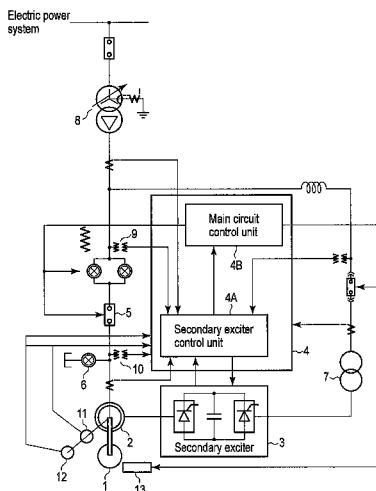 Electric power
system
8
9
Main circuit
control unit
4B
4A
5
Secondary exciter
control unit
4
6
10
7
11
2
Secondary exciter
3
12
1
13